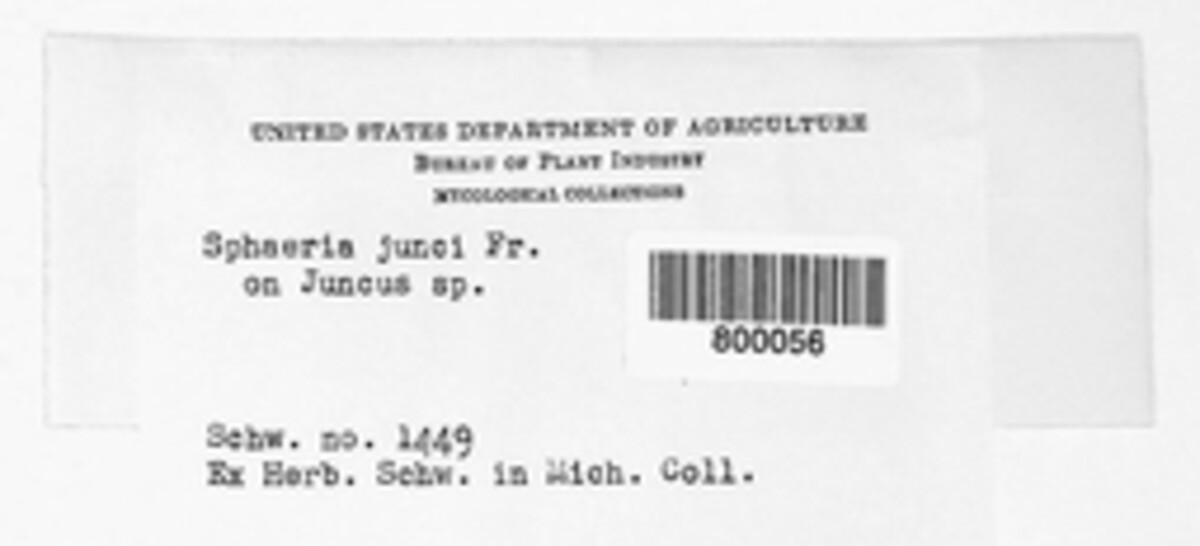 UNITED STATES DEPARTMENT OF AGRICULTURE
BUREAU OF PLANT INDUSTRY
MYCOLOGICAL COLLECTIONS
Sphaeria junci Fr.
on Juncus sp.
800056
Schw. no. 1449
Ex Herb. Schw. in Mich. Coll.